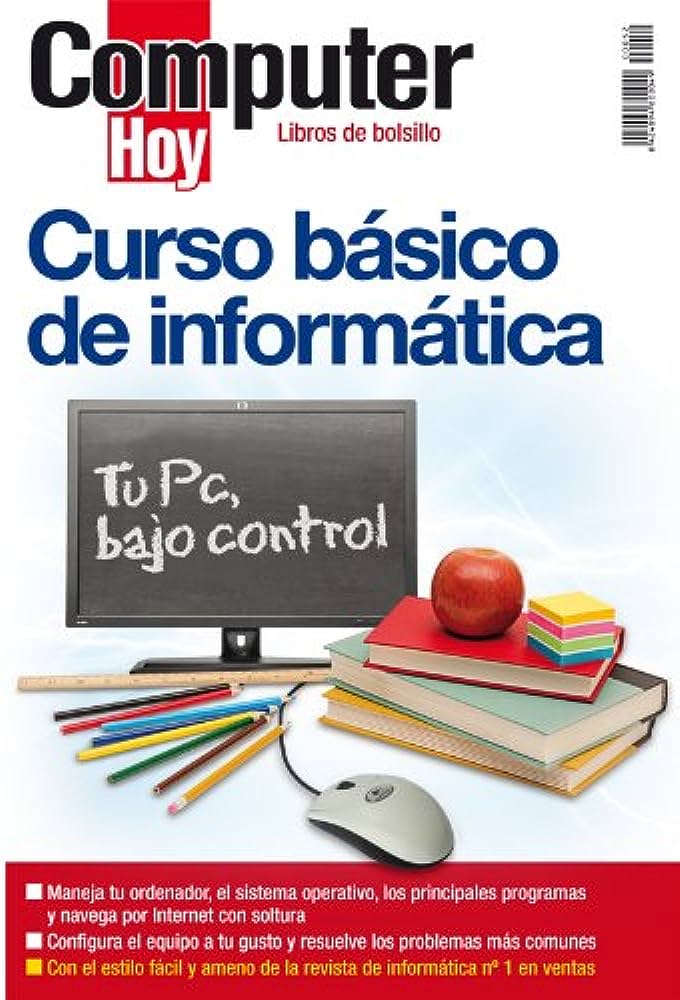 Computer
Hoy
Libros de bolsillo
00052
Curso básico
de informática
Tu Pc,
bajo control
Maneja tu ordenador, el sistema operativo, los principales programas
y navega por Internet con soltura
Configura el equipo a tu gusto y resuelve los problemas más comunes
Con el estilo fácil y ameno de la revista de informática nº 1 en ventas